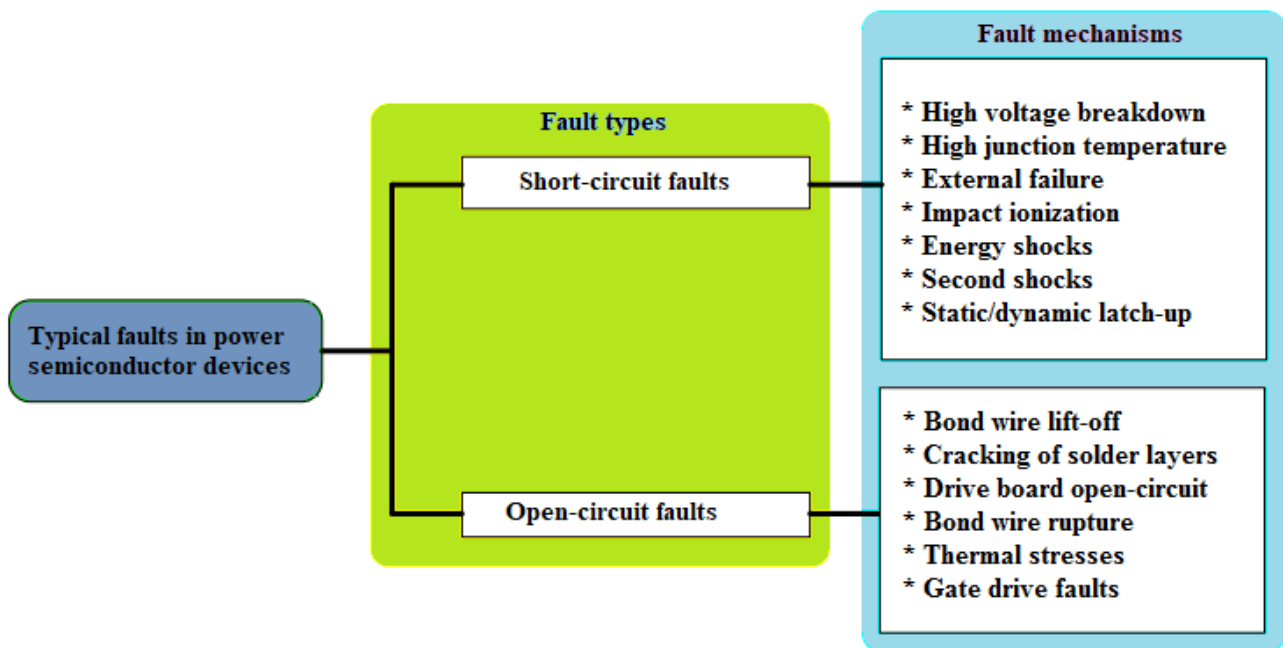 Fault mechanisms
* High voltage breakdown
* High junction temperature
* External failure
* Impact ionization
* Energy shocks
* Second shocks
* Static/dynamic latch-up
Fault types
Short-circuit faults
Typical faults in power
semiconductor devices
Open-circuit faults
* Bond wire lift-off
* Cracking of solder layers
* Drive board open-circuit
* Bond wire rupture
* Thermal stresses
* Gate drive faults